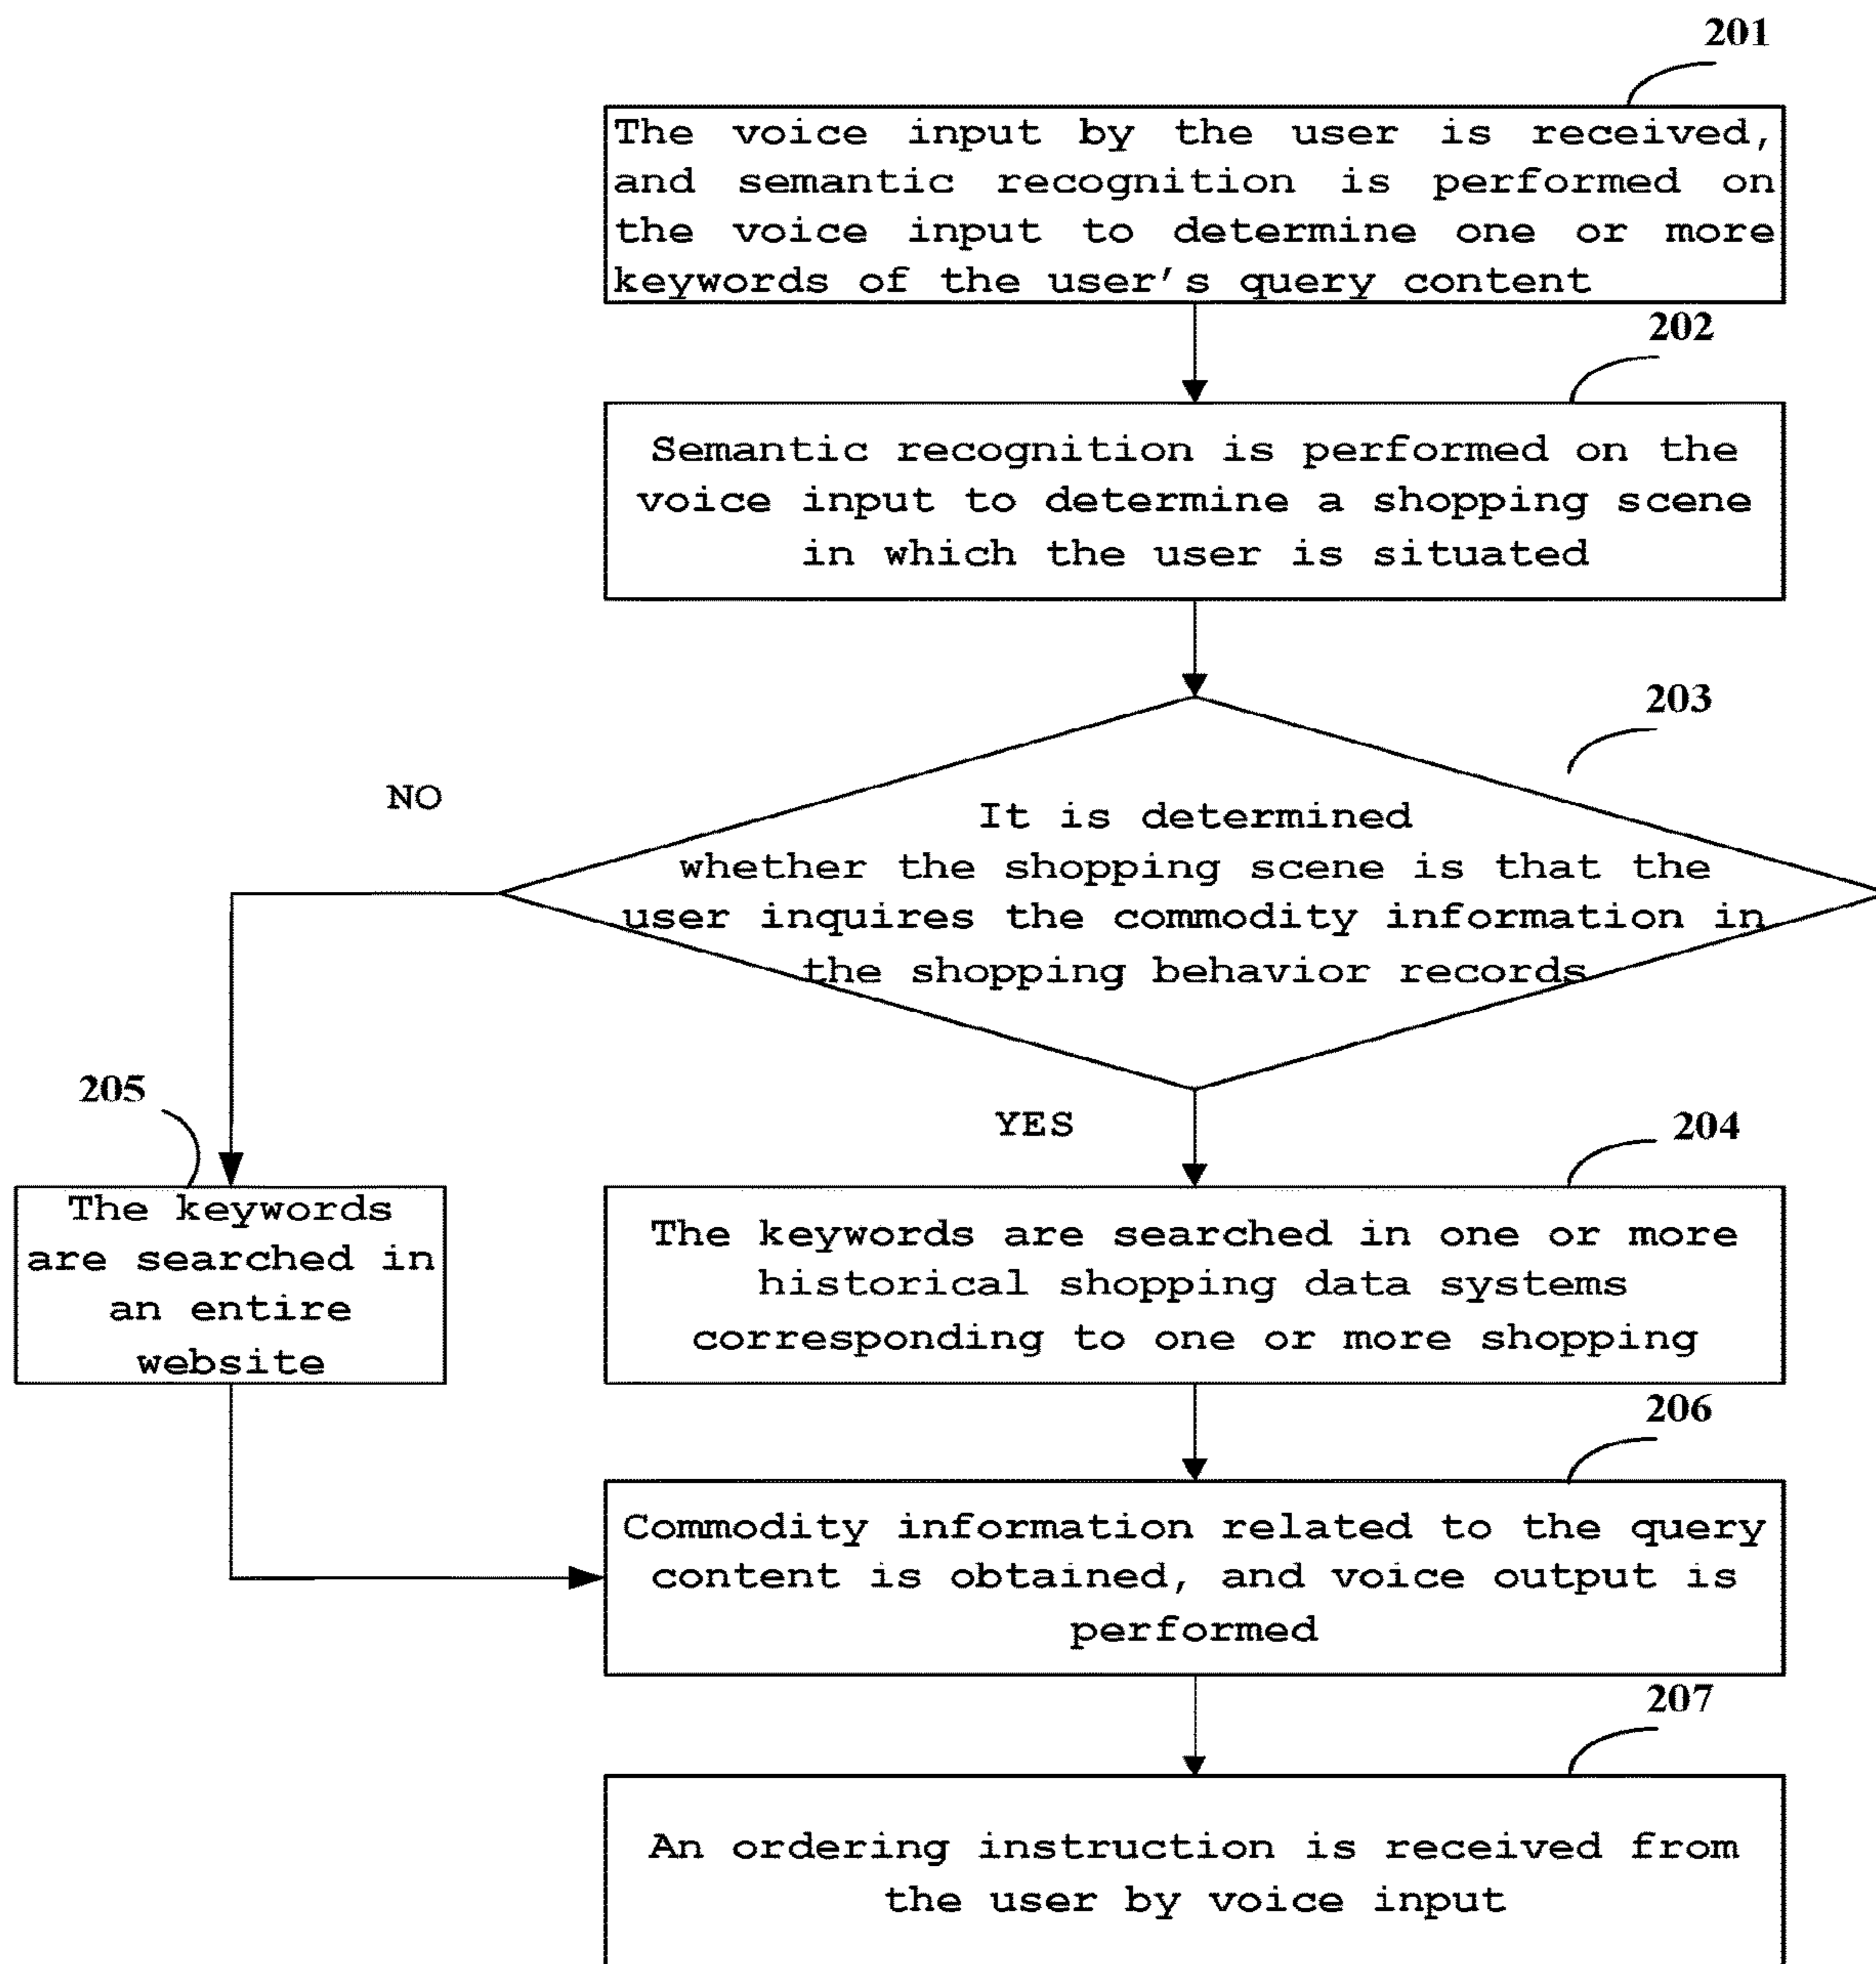 201
The voice input by the user is received,
and semantic recognition is performed on
the voice input to determine one or more
keywords of the user's query content
202
Semantic recognition is performed on the
voice input to determine a shopping scene
in which the user is situated
203
NO
It is determined
whether the shopping scene is that the
user inquires the commodity information in
the shopping behavior records
205
YES
204
The keywords
are searched in
an entire
website
The keywords are searched in one or more
historical shopping data systems
corresponding to one or more shopping
206
Commodity information related to the query
content is obtained, and voice output is
performed
207
An ordering instruction is received from
the user by voice input